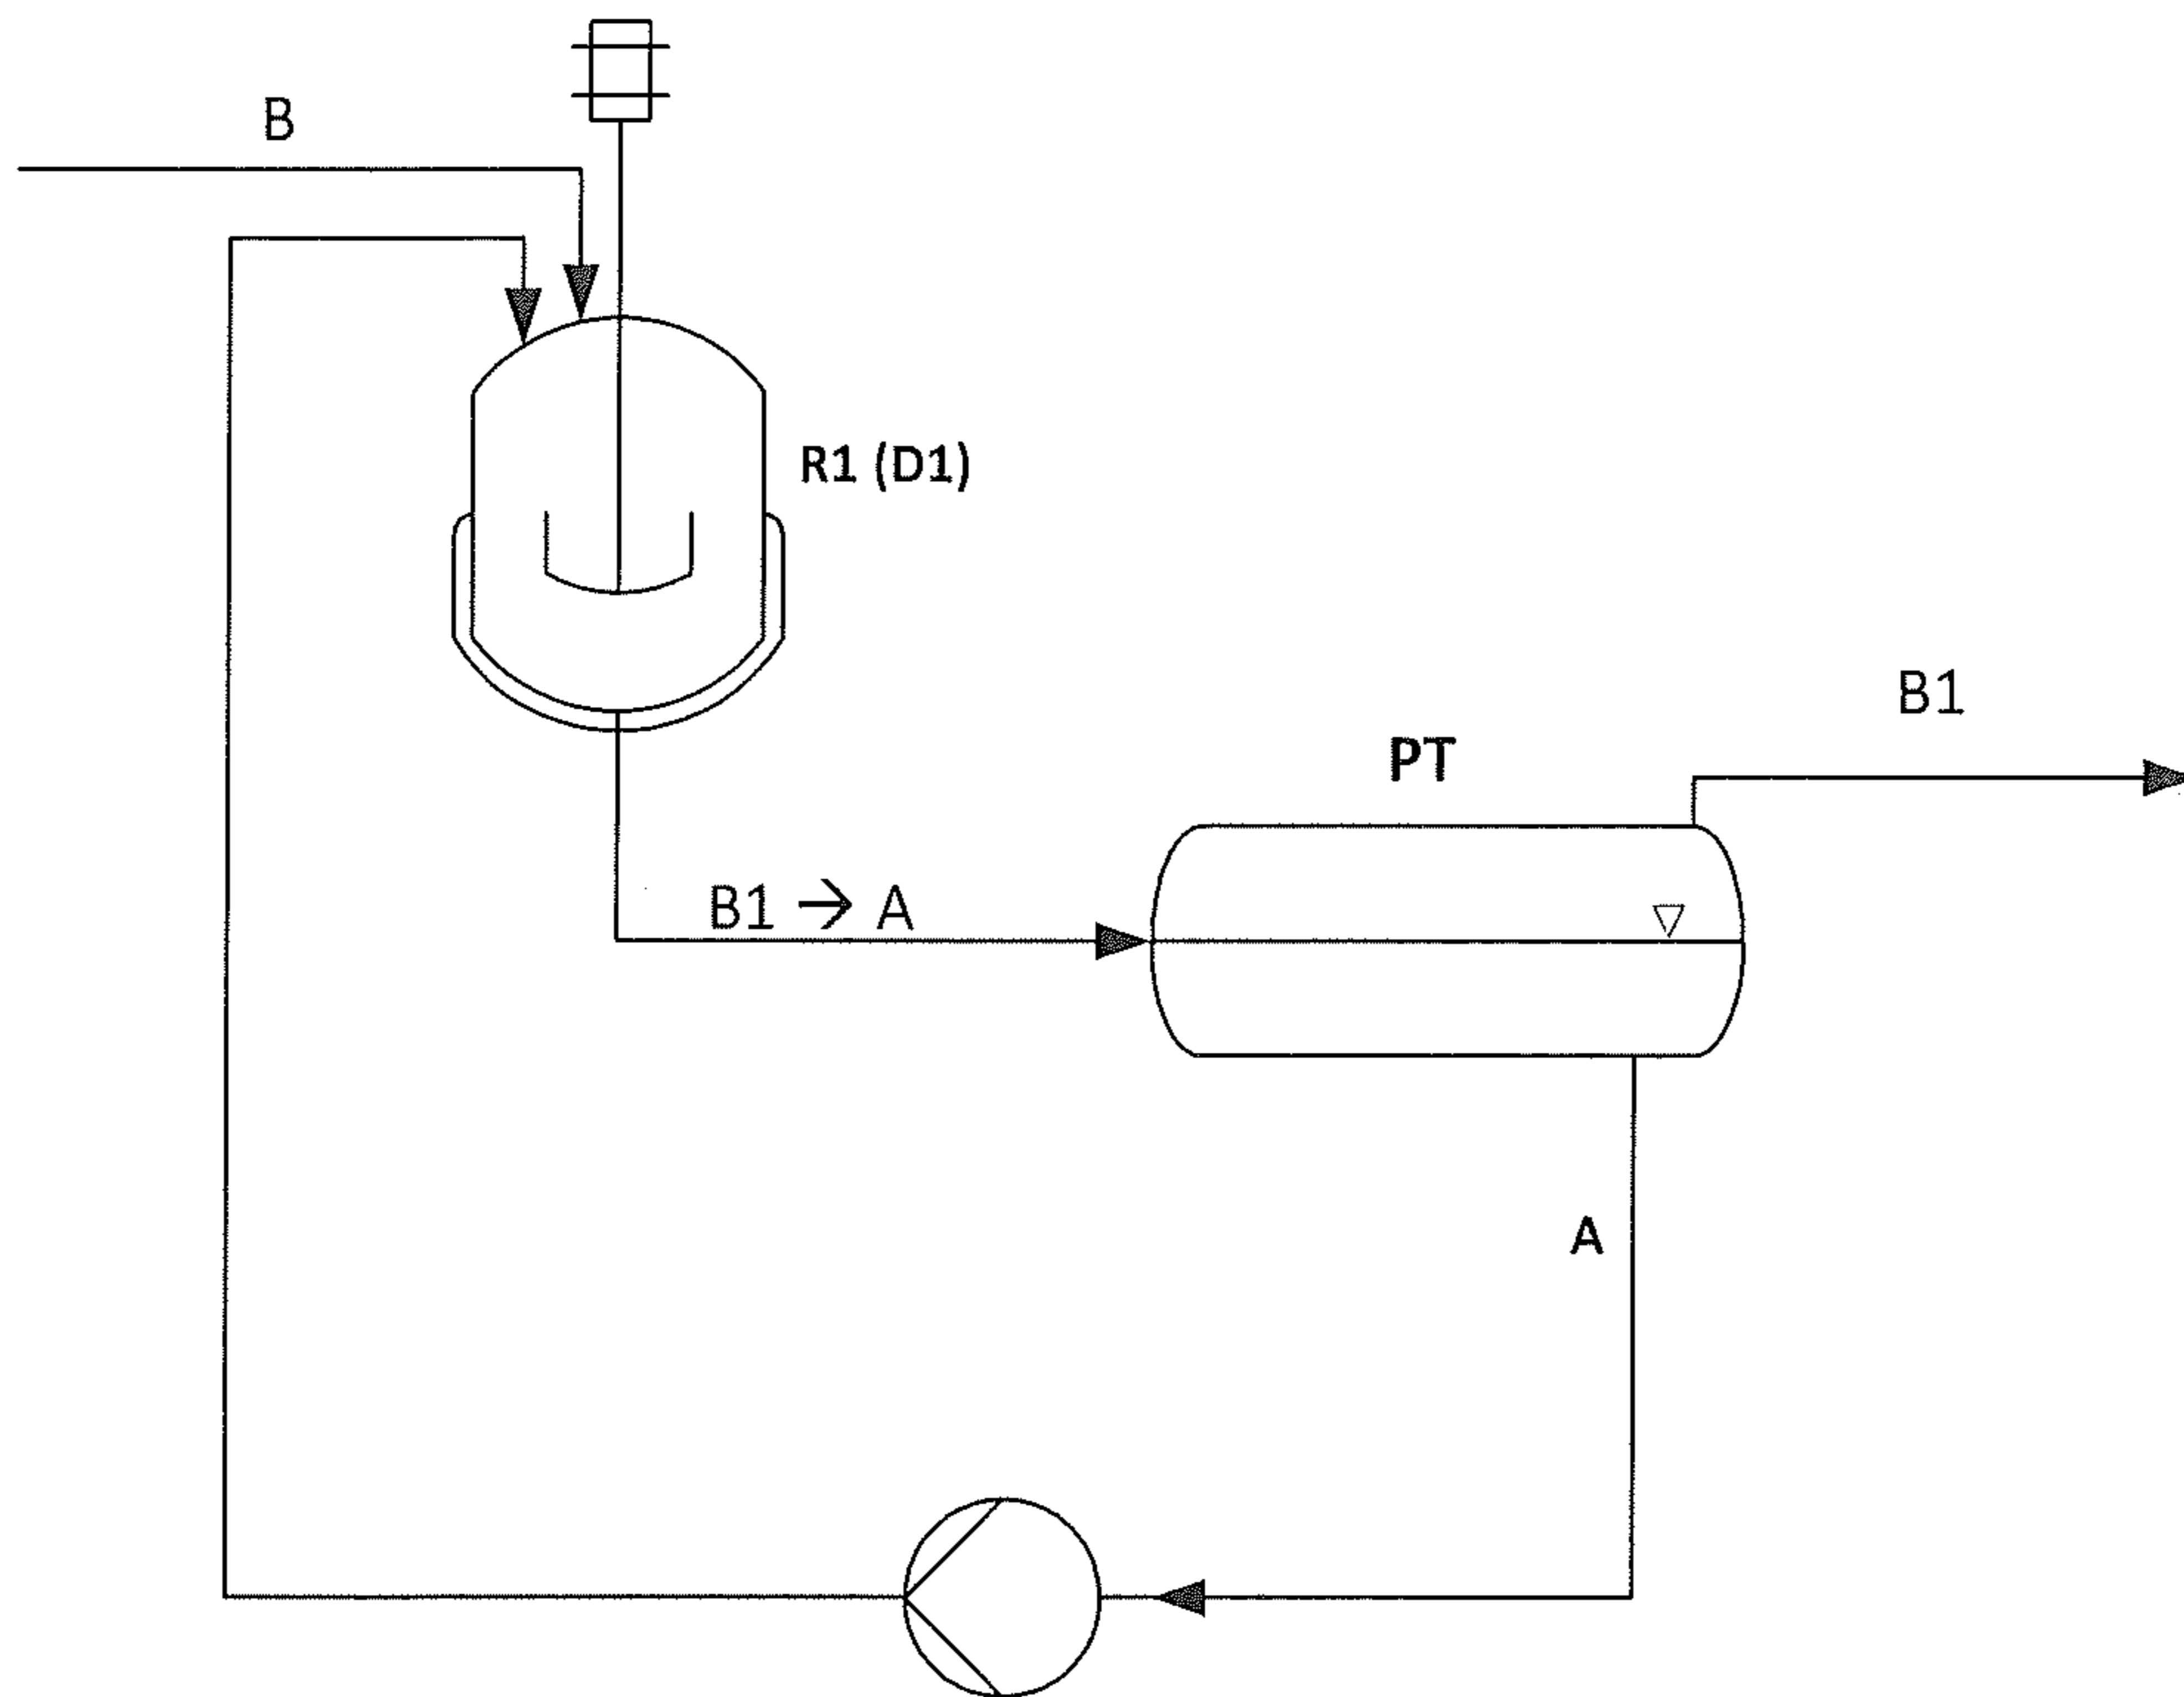 B
R1 (D1)
B1
PT
B1 → A
A